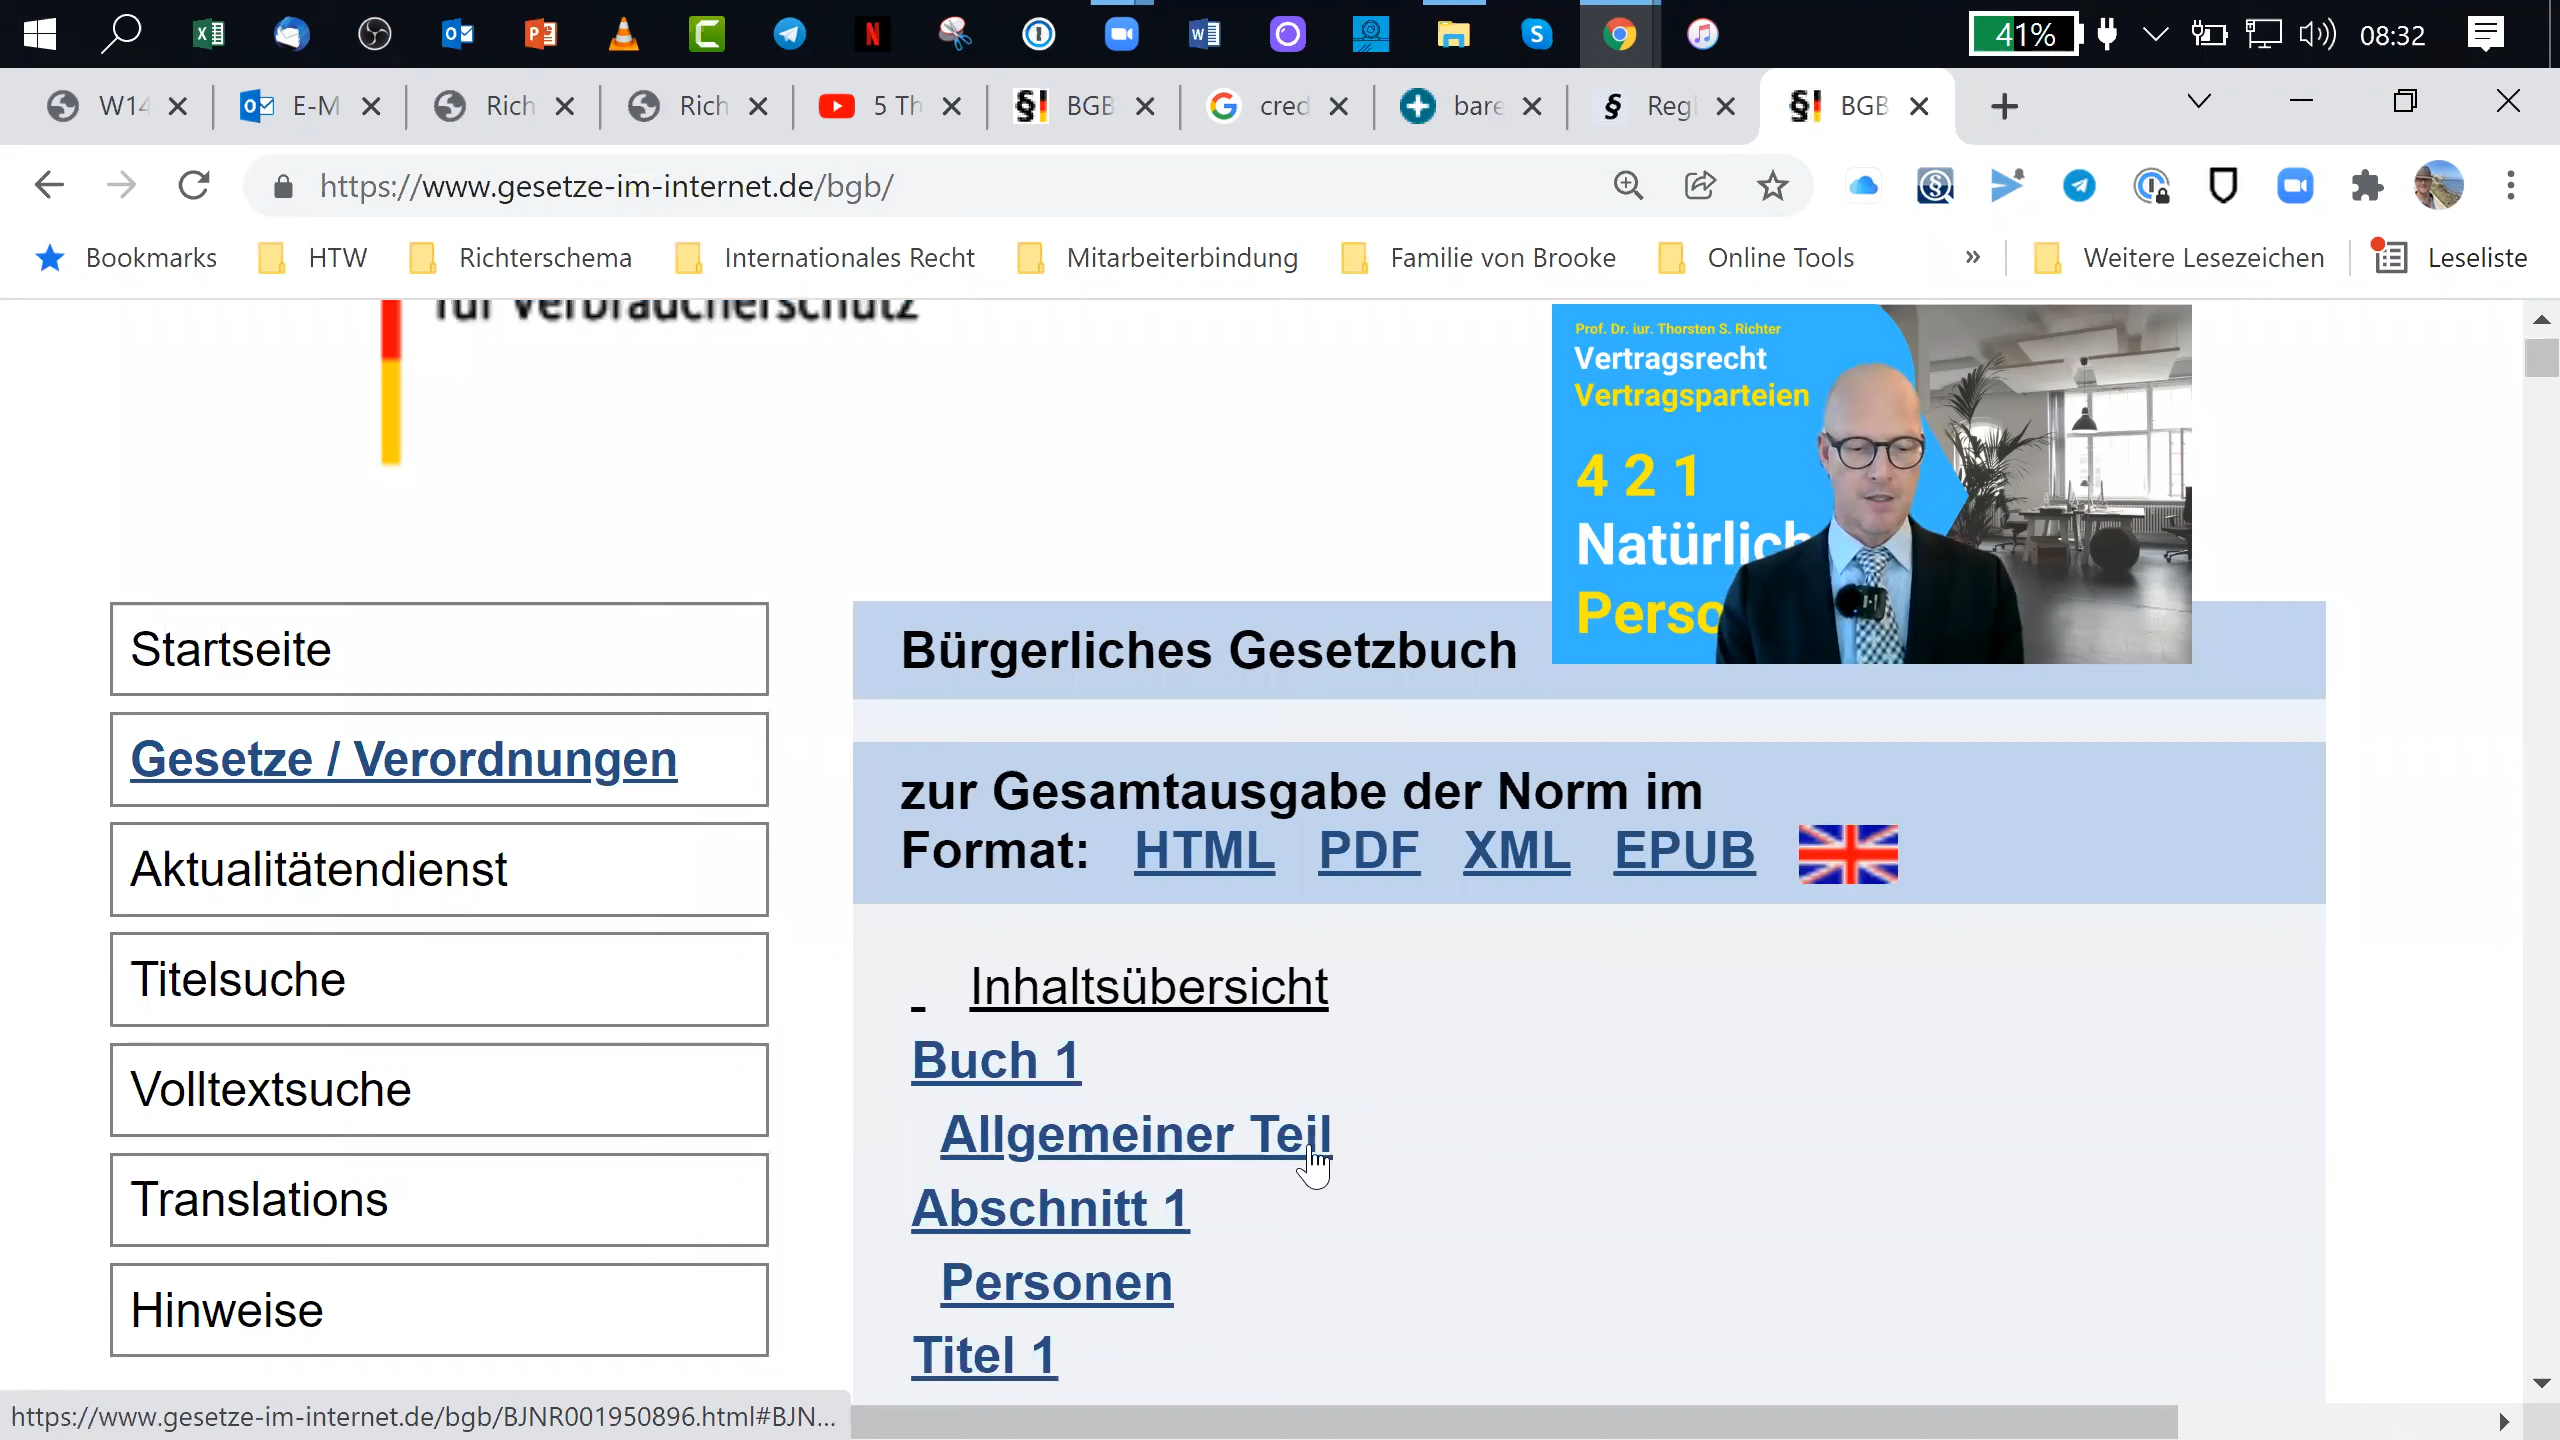 41%
08:32
W14
E-M
Rich
Rich
5 Th
BGB
cred
bare
Regl
BGB
https://www.gesetze-im-internet.de/bgb/
Bookmarks
HTW
Richterschema
Internationales Recht
Mitarbeiterbindung
Familie von Brooke
Online Tools
»
Weitere Lesezeichen
Leseliste
für Verbraucherschutz
Prof. Dr. iur. Thorsten S. Richter
Vertragsrecht
Vertragsparteien
4 2 1
Natürlich
Perso
Startseite
Gesetze / Verordnungen
Aktualitätendienst
Titelsuche
Volltextsuche
Translations
Hinweise
Bürgerliches Gesetzbuch
zur Gesamtausgabe der Norm im
Format: HTML PDF XML EPUB
Inhaltsübersicht
Buch 1
Allgemeiner Teil
Abschnitt 1
Personen
Titel 1
https://www.gesetze-im-internet.de/bgb/BJNR001950896.html#BJN...